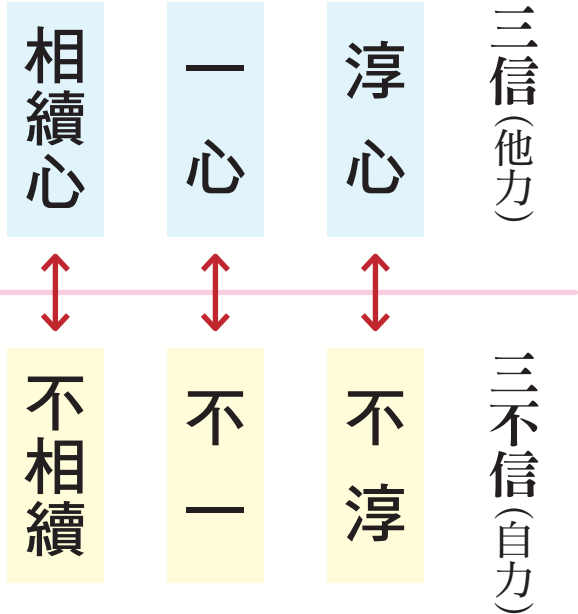 三信（他力）
淳心
一心
相續心
三不信（自力）
不淳
不一
不相續